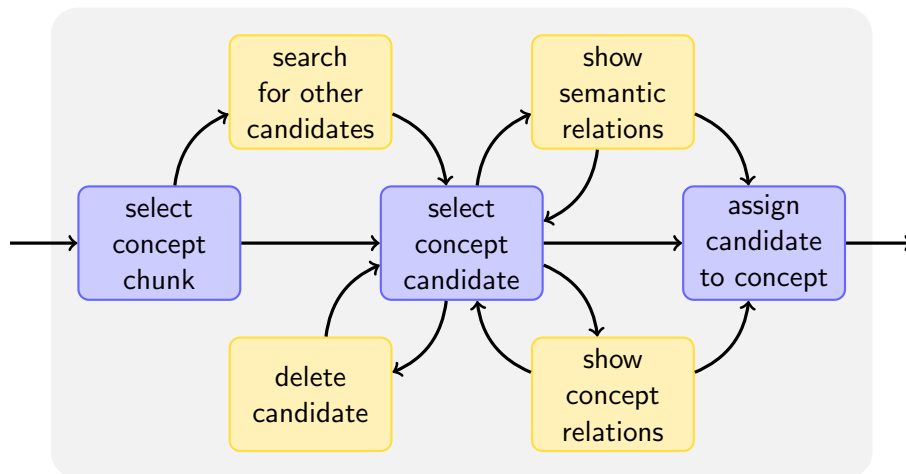 search
for other
candidates
show
semantic
relations
select
concept
chunk
select
concept
candidate
assign
candidate
to concept
delete
candidate
show
concept
relations